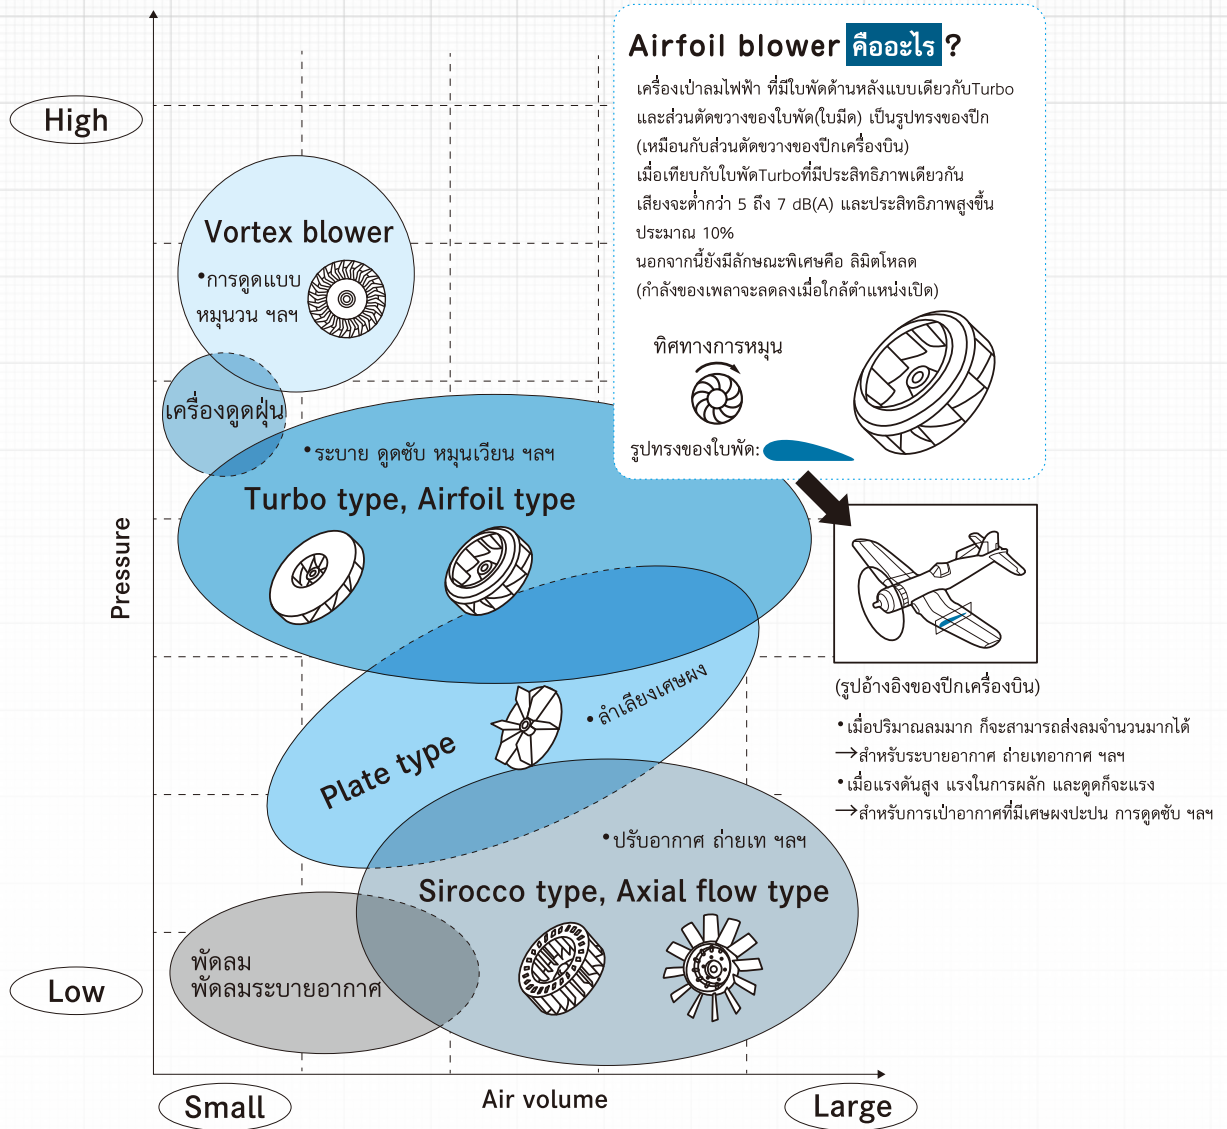 Airfoil blower คืออะไร ?
เครื่องเป่าลมไฟฟ้า ที่มีใบพัดด้านหลังแบบเดียวกับTurbo
และส่วนตัดขวางของใบพัด(ใบมีด) เป็นรูปทรงของปีก
(เหมือนกับส่วนตัดขวางของปีกเครื่องบิน)
เมื่อเทียบกับใบพัดTurboที่มีประสิทธิภาพเดียวกัน
เสียงจะต่ำกว่า 5 ถึง 7 dB(A) และประสิทธิภาพสูงขึ้น
ประมาณ 10%
นอกจากนี้ยังมีลักษณะพิเศษคือ ลิมิตโหลด
(กำลังของเพลาจะลดลงเมื่อใกล้ตำแหน่งเปิด)
ทิศทางการหมุน
รูปทรงของใบพัด:
High
Vortex blower
•การดูดแบบ
หมุนวน ฯลฯ
เครื่องดูดฝุ่น
•ระบาย ดูดซับ หมุนเวียน ฯลฯ
Turbo type, Airfoil type
Pressure
•ลำเลียงเศษผง
Plate type
(รูปอ้างอิงของปีกเครื่องบิน)
•เมื่อปริมาณลมมาก ก็จะสามารถส่งลมจำนวนมากได้
→สำหรับระบายอากาศ ถ่ายเทอากาศ ฯลฯ
•เมื่อแรงดันสูง แรงในการผลัก และดูดก็จะแรง
→สำหรับการเป่าอากาศที่มีเศษผงปะปน การดูดซับ ฯลฯ
•ปรับอากาศ ถ่ายเท ฯลฯ
Sirocco type, Axial flow type
พัดลม
พัดลมระบายอากาศ
Low
Small
Air volume
Large